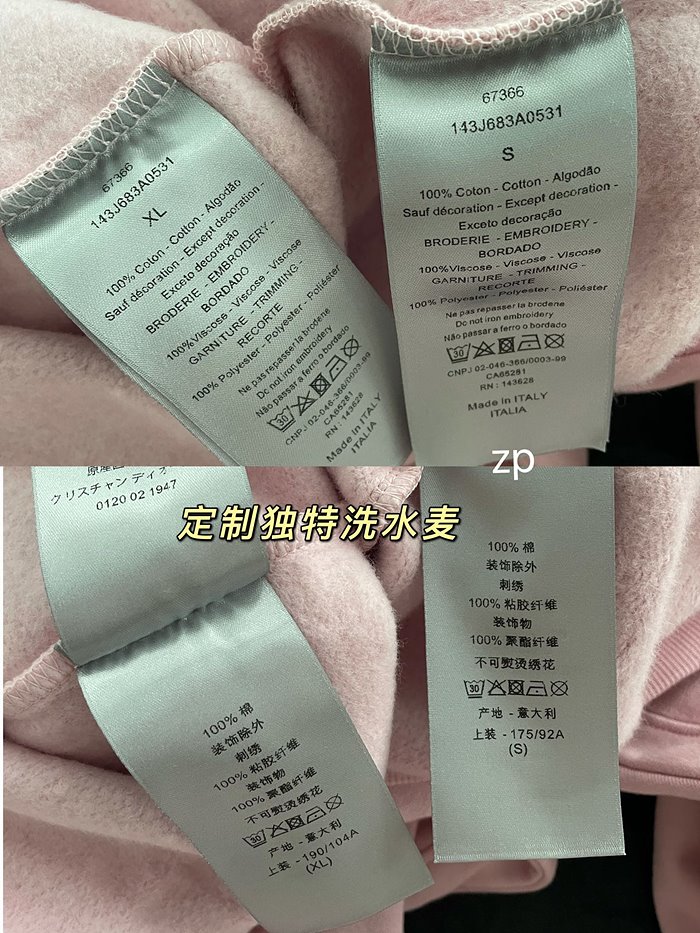 67366
143J683A0531
XL
100% Coton - Cotton - Algodão
Sauf décoration - Except decoration -
Exceto decoração
BRODERIE - EMBROIDERY -
BORDADO
100%Viscose - Viscose - Viscose
GARNITURE - TRIMMING -
RECORTE
100% Polyester - Polyester - Poliéster
Ne pas repasser la broderie
Do not iron embroidery
Não passar a ferro o bordado
30
CNPJ 02-046-366/0003-99
CA65281
RN : 143628
Made in ITALY
ITALIA
67366
143J683A0531
S
100% Coton - Cotton - Algodão
Sauf décoration - Except decoration -
Exceto decoração
BRODERIE - EMBROIDERY -
BORDADO
100%Viscose - Viscose - Viscose
GARNITURE - TRIMMING -
RECORTE
100% Polyester - Polyester - Poliéster
Ne pas repasser la broderie
Do not iron embroidery
Não passar a ferro o bordado
30
CNPJ 02-046-366/0003-99
CA65281
RN : 143628
Made in ITALY
ITALIA
zp
クリスチャン ディオ
0120 02 1947
定制独特洗水麦
100% 棉
装饰除外
刺绣
100% 粘胶纤维
装饰物
100% 聚酯纤维
不可熨烫绣花
30
产地 - 意大利
上装 - 190/104A
(XL)
100% 棉
装饰除外
刺绣
100% 粘胶纤维
装饰物
100% 聚酯纤维
不可熨烫绣花
30
产地 - 意大利
上装 - 175/92A
(S)